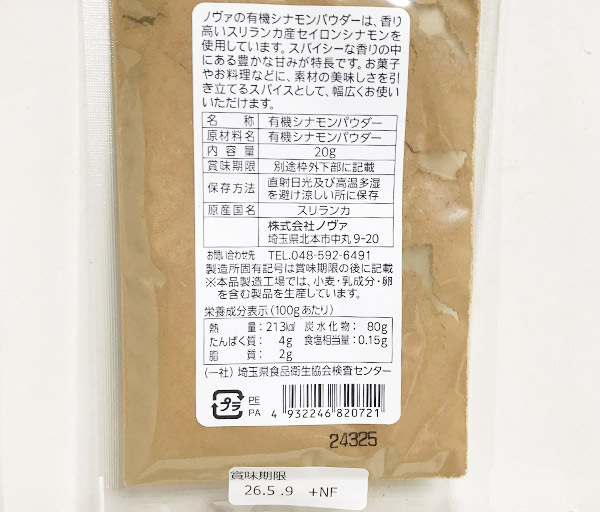 ノヴァの有機シナモンパウダーは、香り
高いスリランカ産セイロンシナモンを
使用しています。スパイシーな香りの中
にある豊かな甘みが特長です。お菓子
やお料理などに、素材の美味しさを引
き立てるスパイスとして、幅広くお使い
いただけます。
名 称 有機シナモンパウダー
原材料名 有機シナモンパウダー
内 容 量 20g
賞味期限 別途枠外下部に記載
保存方法 直射日光及び高温多湿
を避け涼しい所に保存
原産国名 スリランカ
株式会社ノヴァ
埼玉県北本市中丸9-20
お問い合わせ先 TEL.048-592-6491
製造所固有記号は賞味期限の後に記載
※本品製造工場では、小麦・乳成分・卵
を含む製品を生産しています。
栄養成分表示(100gあたり)
熱 量:213㎉ 炭水化物: 80g
たんぱく質: 4g 食塩相当量:0.15g
脂 質: 2g
(一社)埼玉県食品衛生協会検査センター
プラ PE
PA
4 932246 820721
24325
賞味期限
26.5 .9 +NF